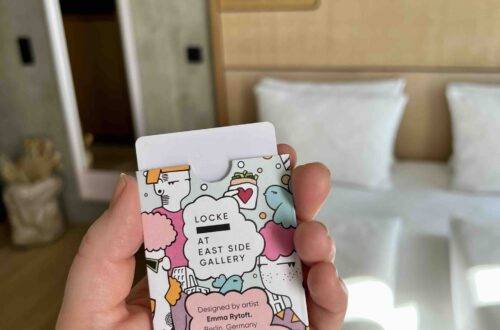 LOCKE
AT
EAST SIDE
GALLERY
Designed by artist
Emma Rytoft.
Berlin, Germany